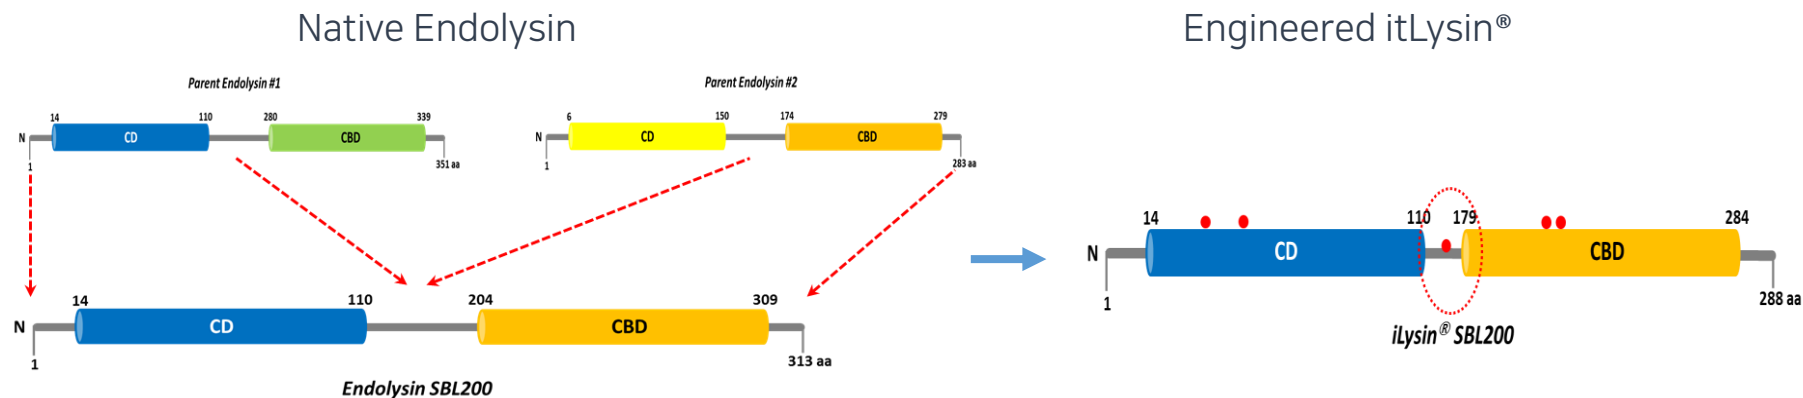 Native Endolysin
Engineered itLysin®
Parent Endolysin #1
N
14
CD
110
280
CBD
339
1
351 aa
Parent Endolysin #2
N
6
CD
150
174
CBD
279
1
283 aa
N
14
CD
110
204
CBD
309
1
313 aa
Endolysin SBL200
N
14
CD
110
179
CBD
284
1
288 aa
iLysin® SBL200